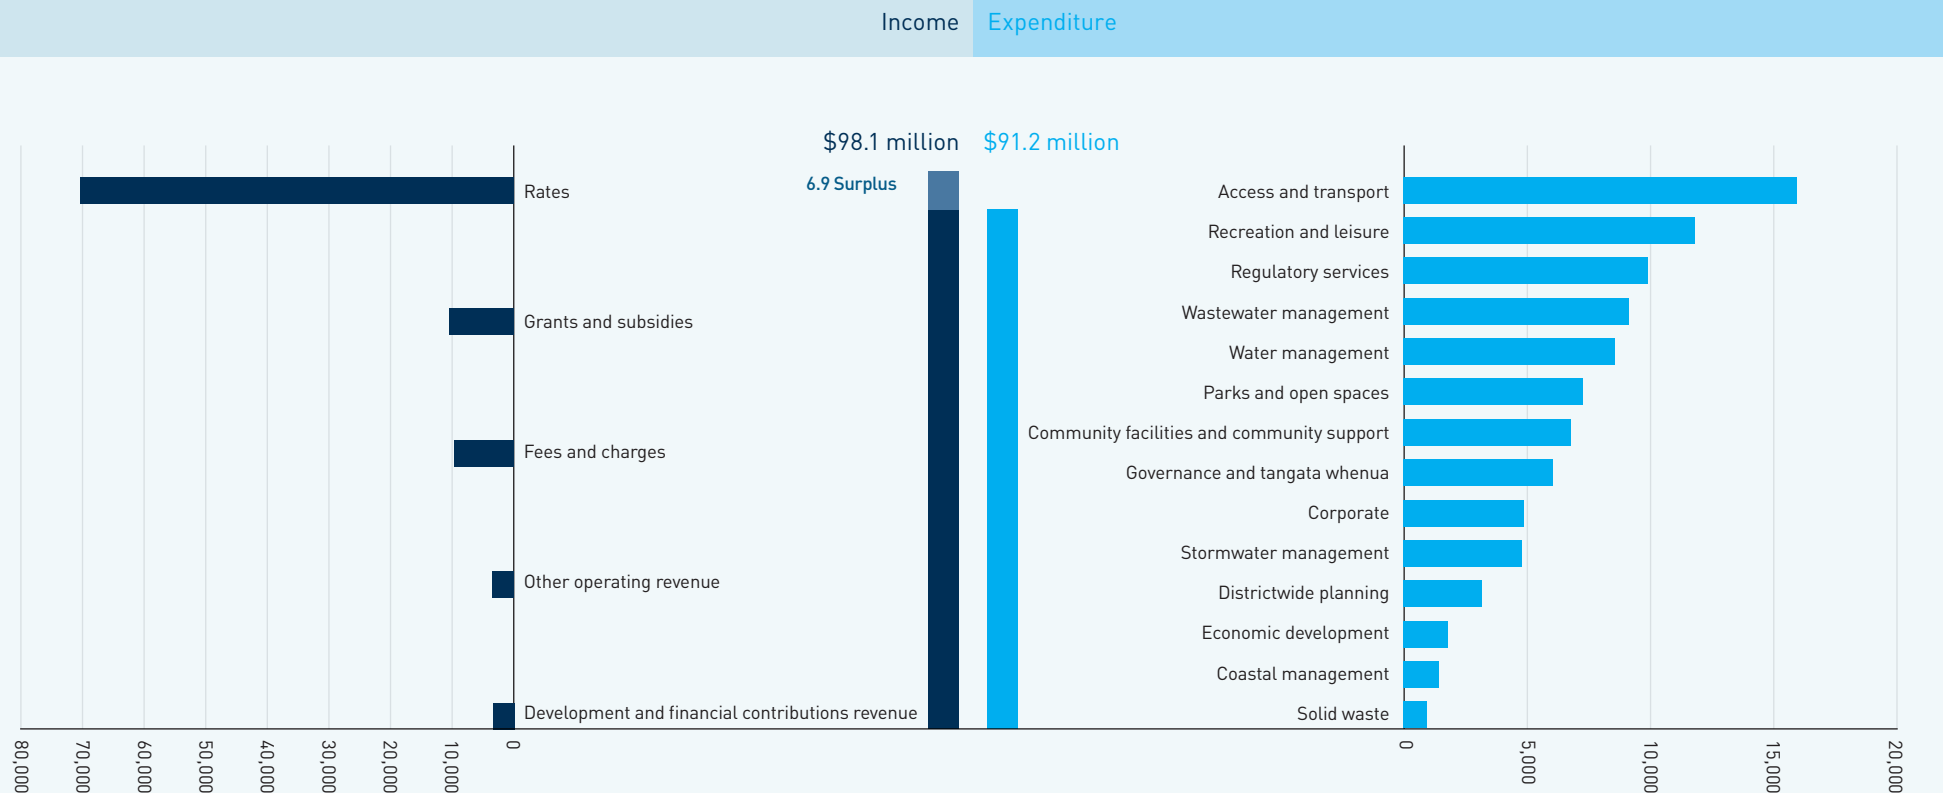 Income
Expenditure
$98.1 million
$91.2 million
6.9 Surplus
Rates
Grants and subsidies
Fees and charges
Other operating revenue
Development and financial contributions revenue
80,000
70,000
60,000
50,000
40,000
30,000
20,000
10,000
0
Access and transport
Recreation and leisure
Regulatory services
Wastewater management
Water management
Parks and open spaces
Community facilities and community support
Governance and tangata whenua
Corporate
Stormwater management
Districtwide planning
Economic development
Coastal management
Solid waste
0
5,000
10,000
15,000
20,000